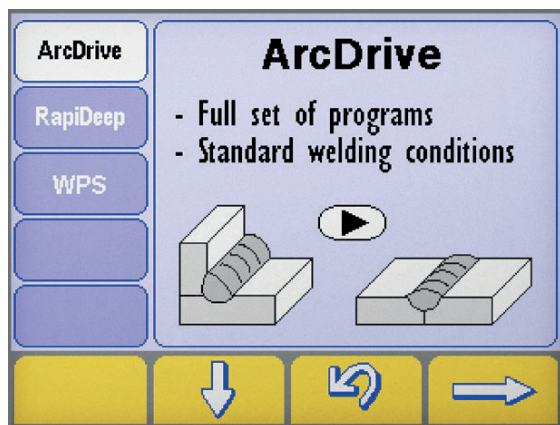 ArcDrive
RapiDeep
WPS
ArcDrive
- Full set of programs
- Standard welding conditions